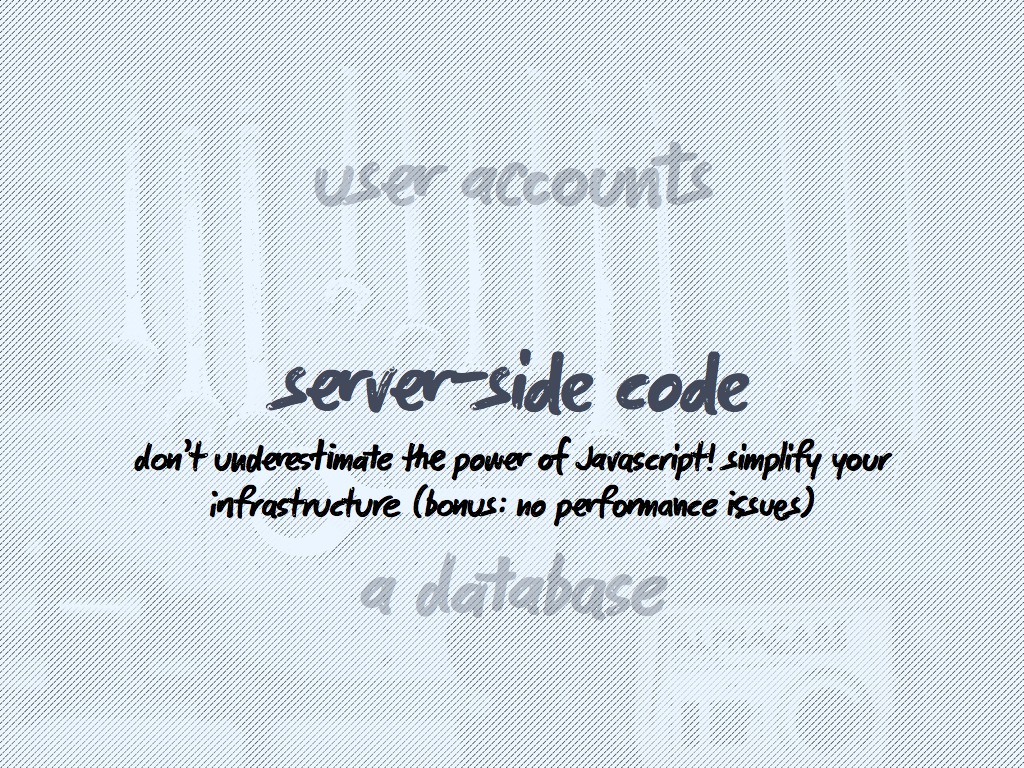 user accounts
server-side code
don't underestimate the power of Javascript! simplify your
infrastructure (bonus: no performance issues)
a database